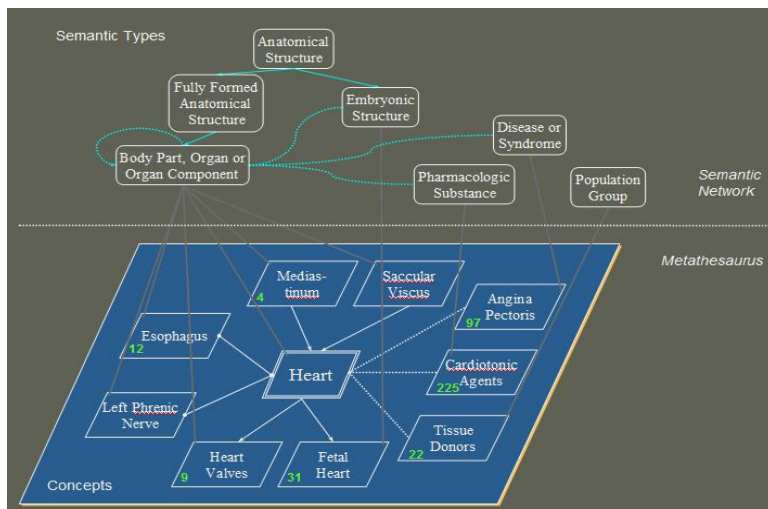 Semantic Types
Anatomical
Structure
Fully Formed
Anatomical
Structure
Embryonic
Structure
Disease or
Syndrome
Body Part, Organ or
Organ Component
Pharmacologic
Substance
Population
Group
Semantic
Network
Metathesaurus
Medias-
tinum
4
Saccular
Viscus
Angina
Pectoris
97
Esophagus
12
Heart
Cardiotonic
Agents
225
Left Phrenic
Nerve
Tissue
Donors
22
Heart
Valves
9
Fetal
Heart
31
Concepts